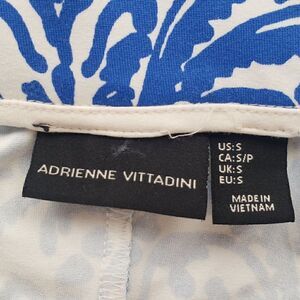 ADRIENNE VITTADINI
US:S
CA:S/P
UK:S
EU:S
MADE IN
VIETNAM